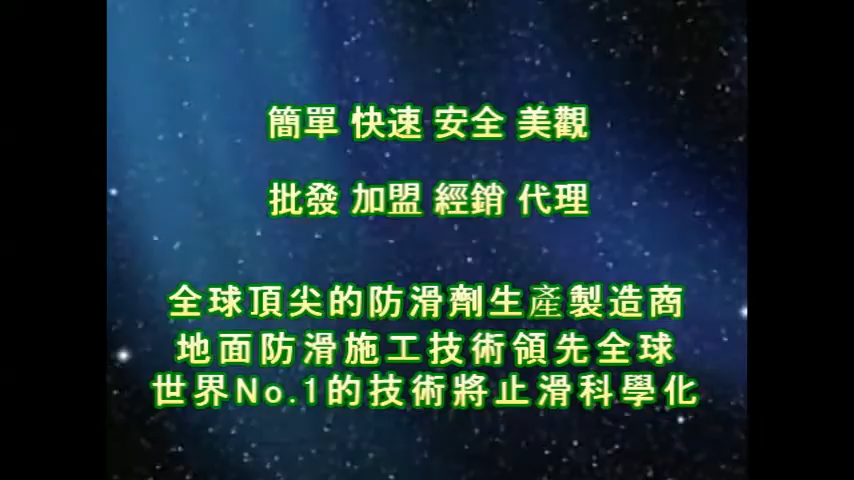 簡單 快速 安全 美觀
批發 加盟 經銷 代理
全球頂尖的防滑劑生產製造商
地面防滑施工技術領先全球
世界No.1的技術將止滑科學化